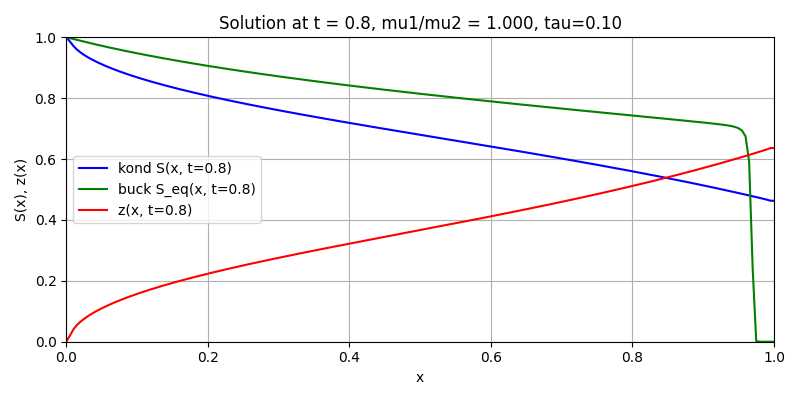 Solution at t = 0.8, mu1/mu2 = 1.000, tau=0.10
S(x), z(x)
1.0
0.8
0.6
0.4
0.2
0.0
kond S(x, t=0.8)
buck S_eq(x, t=0.8)
z(x, t=0.8)
0.0 0.2 0.4 0.6 0.8 1.0
x